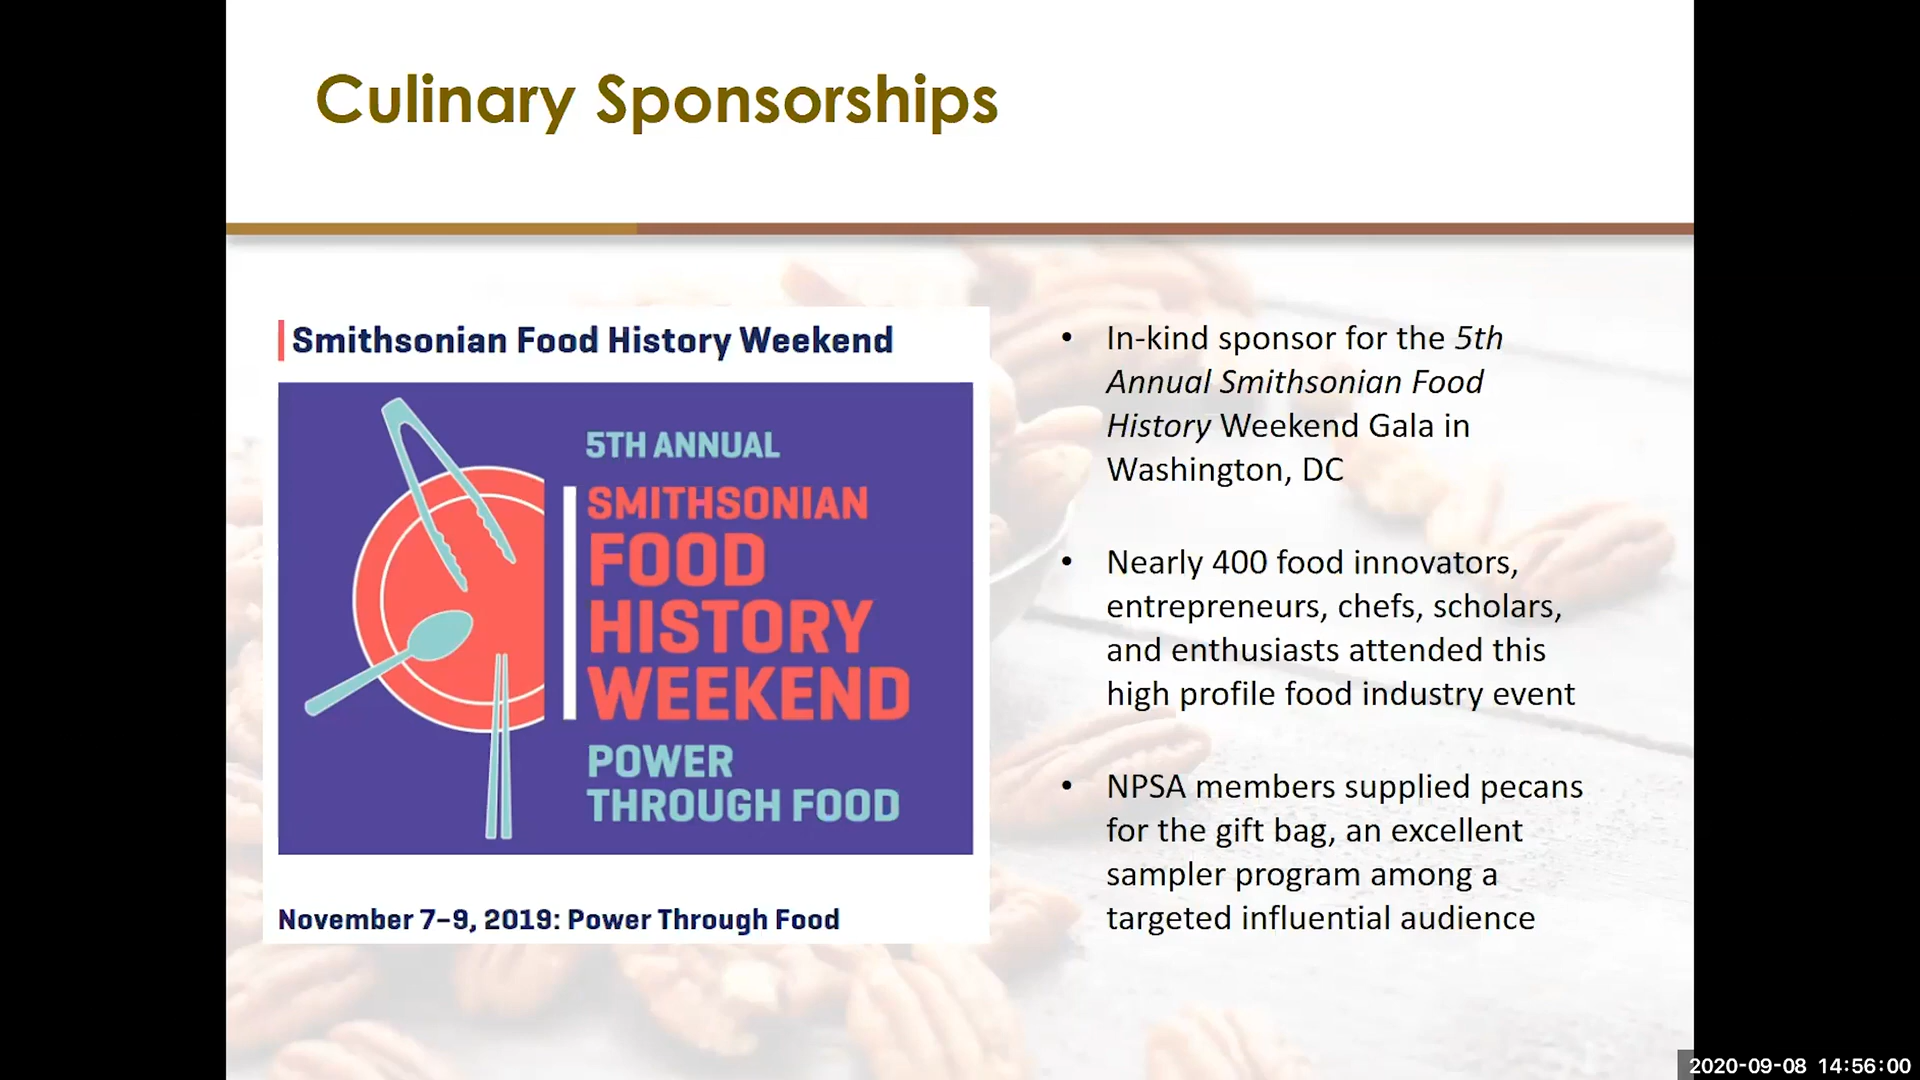 Culinary Sponsorships
Smithsonian Food History Weekend
5TH ANNUAL
SMITHSONIAN
FOOD
HISTORY
WEEKEND
POWER
THROUGH FOOD
November 7–9, 2019: Power Through Food
• In-kind sponsor for the 5th
Annual Smithsonian Food
History Weekend Gala in
Washington, DC
• Nearly 400 food innovators,
entrepreneurs, chefs, scholars,
and enthusiasts attended this
high profile food industry event
• NPSA members supplied pecans
for the gift bag, an excellent
sampler program among a
targeted influential audience
2020-09-08 14:56:00